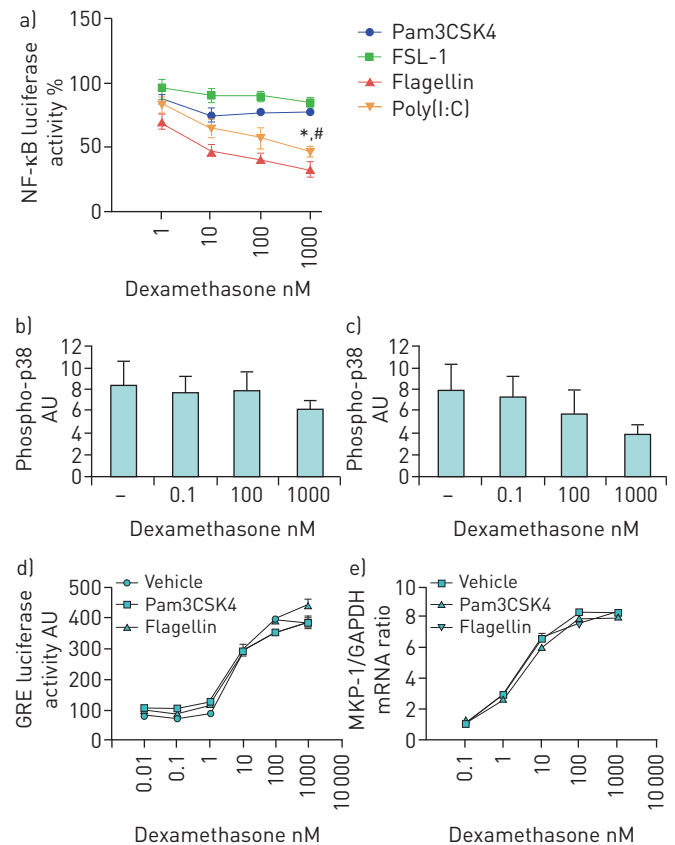 a)
150
100
50
0
NF-κB luciferase
activity %
*,#
1
10
100
1000
Dexamethasone nM
Pam3CSK4
FSL-1
Flagellin
Poly(I:C)
b)
12
10
8
6
4
2
0
Phospho-p38
AU
– 0.1 100 1000
Dexamethasone nM
c)
12
10
8
6
4
2
0
Phospho-p38
AU
– 0.1 100 1000
Dexamethasone nM
d)
Vehicle
Pam3CSK4
Flagellin
500
400
300
200
100
0
GRE luciferase
activity AU
0.01
0.1
1
10
100
1000
10 000
Dexamethasone nM
e)
Vehicle
Pam3CSK4
Flagellin
10
8
6
4
2
0
MKP-1/GAPDH
mRNA ratio
0.1
1
10
100
1000
10 000
Dexamethasone nM